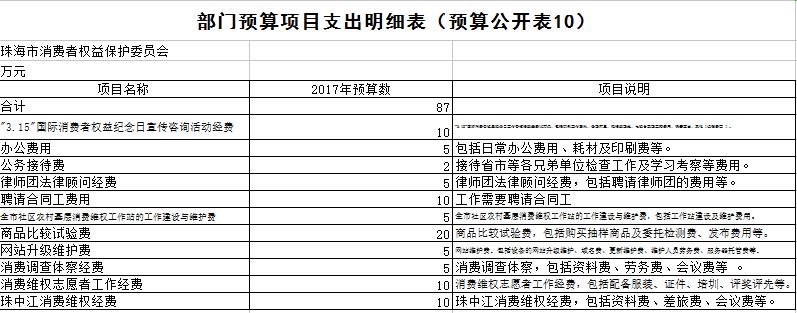 部门预算项目支出明细表（预算公开表10）
珠海市消费者权益保护委员会
万元
项目名称 2017年预算数 项目说明
合计 87
"3.15"国际消费者权益纪念日宣传咨询活动经费 10
办公费用 5 包括日常办公费用、耗材及印刷费等。
公务接待费 2 接待省市等各兄弟单位检查工作及学习考察等费用。
律师团法律顾问经费 5 律师团法律顾问经费，包括聘请律师团的费用等。
聘请合同工费用 10 工作需要聘请合同工
全市社区农村基层消费维权工作站的工作建设与维护费 5 全市社区农村基层消费维权工作站的工作建设与维护费，包括工作站建设及维护费用。
商品比较试验费 20 商品比较试验费，包括购买抽样商品及委托检测费、发布费用等。
网站升级维护费 5 网站维护费，包括设备的网站升级维护、域名费、更新维护费、维护人员劳务费、服务器托管费等。
消费调查体察经费 5 消费调查体察，包括资料费、劳务费、会议费等 。
消费维权志愿者工作经费 10 消费维权志愿者工作经费，包括配备服装、证件、培训、评奖评先等。
珠中江消费维权经费 10 珠中江消费维权经费，包括资料费、差旅费、会议费等。